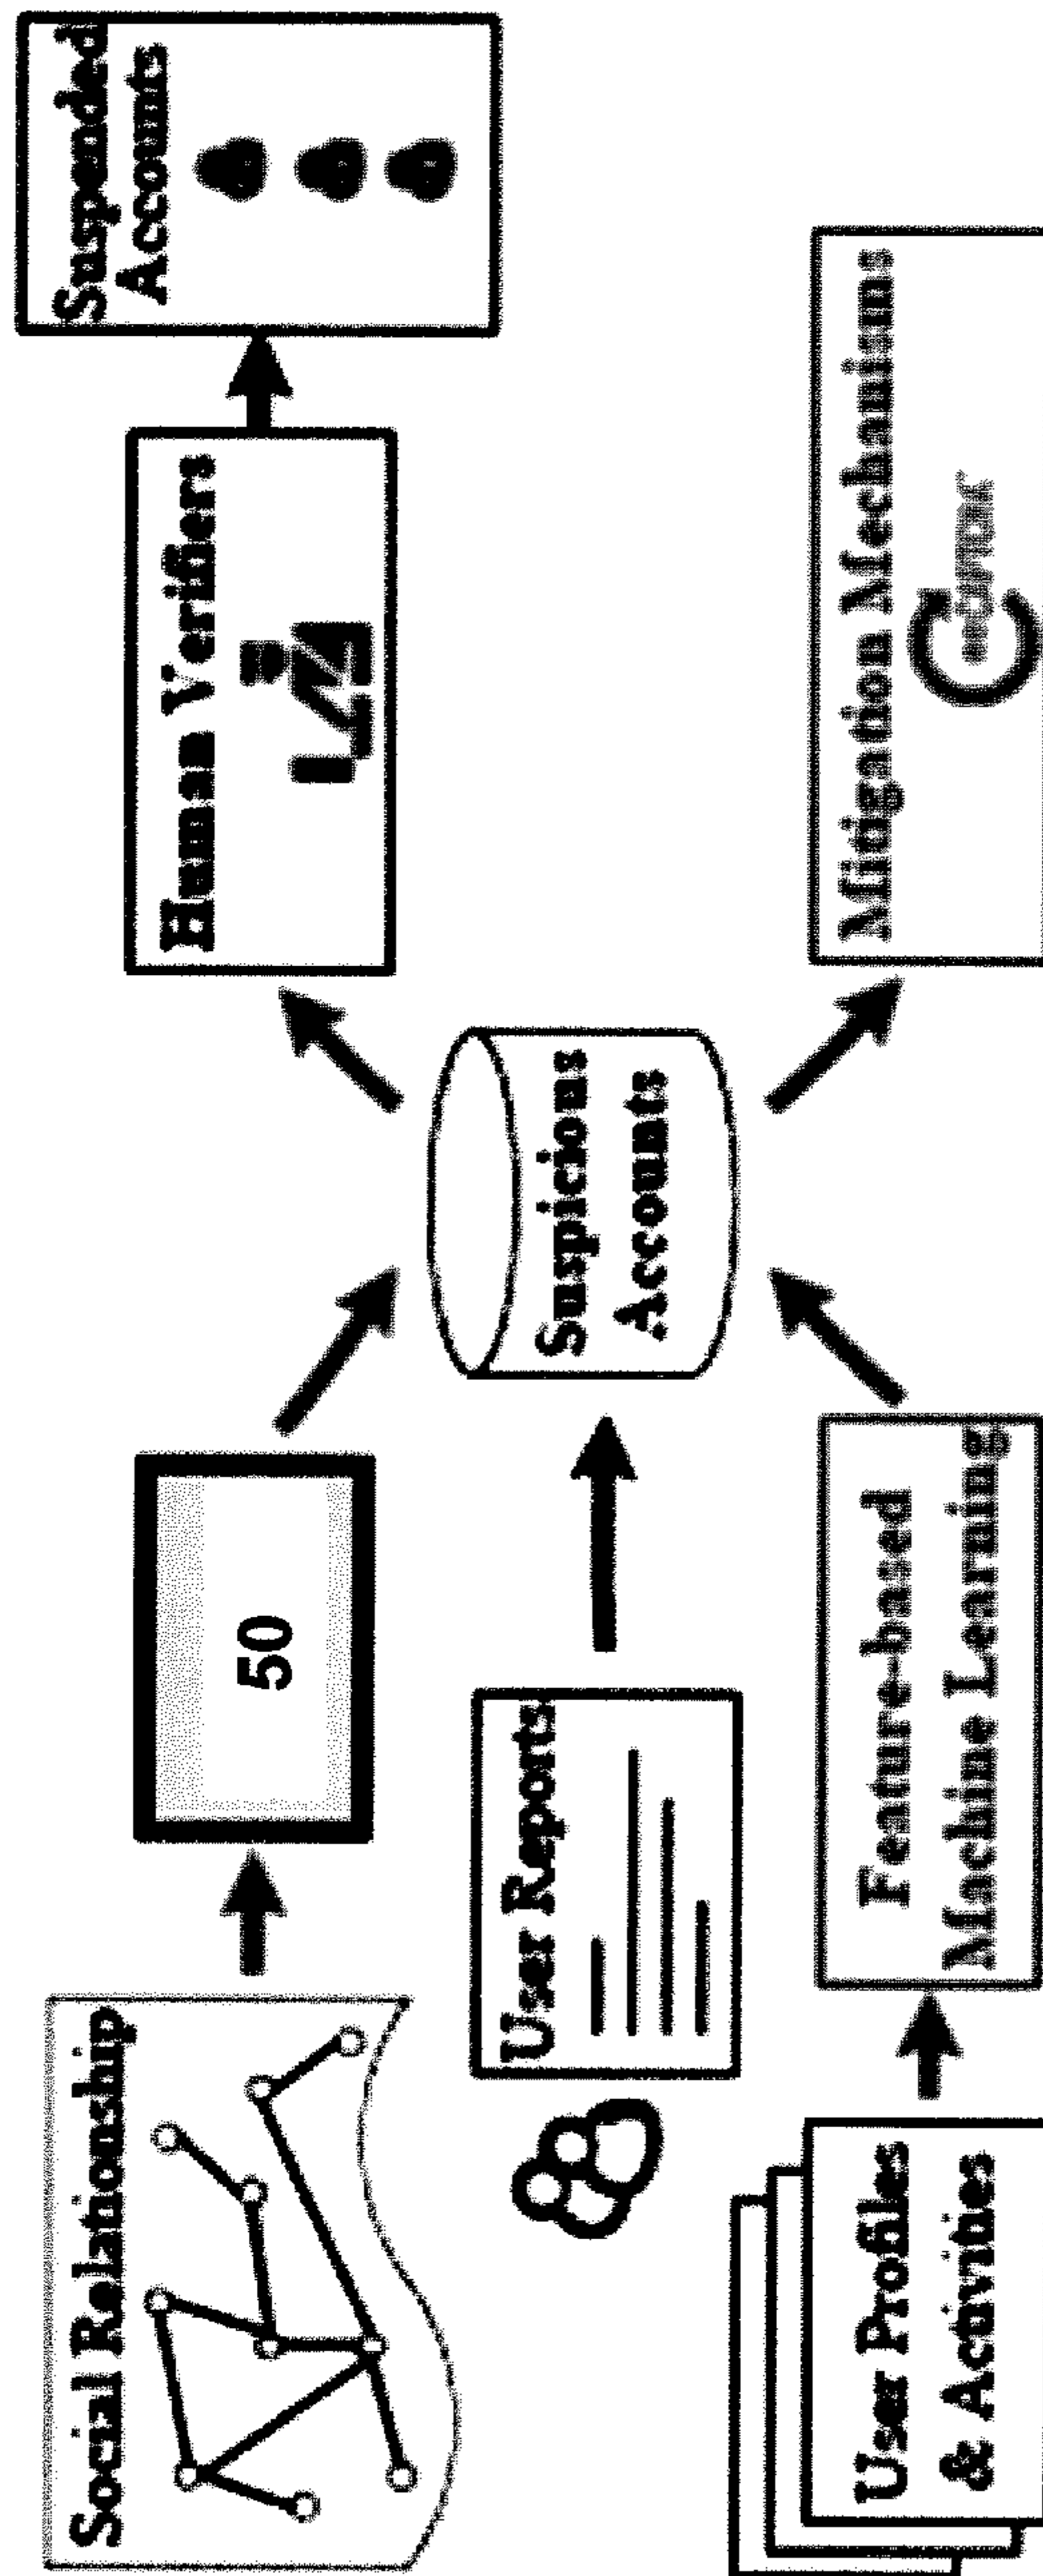 Social Relationship
50
User Reports
User Profiles
& Activities
Feature-based
Machine Learning
Suspicious
Accounts
Human Verifiers
Suspended
Accounts
Mitigation Mechanisms